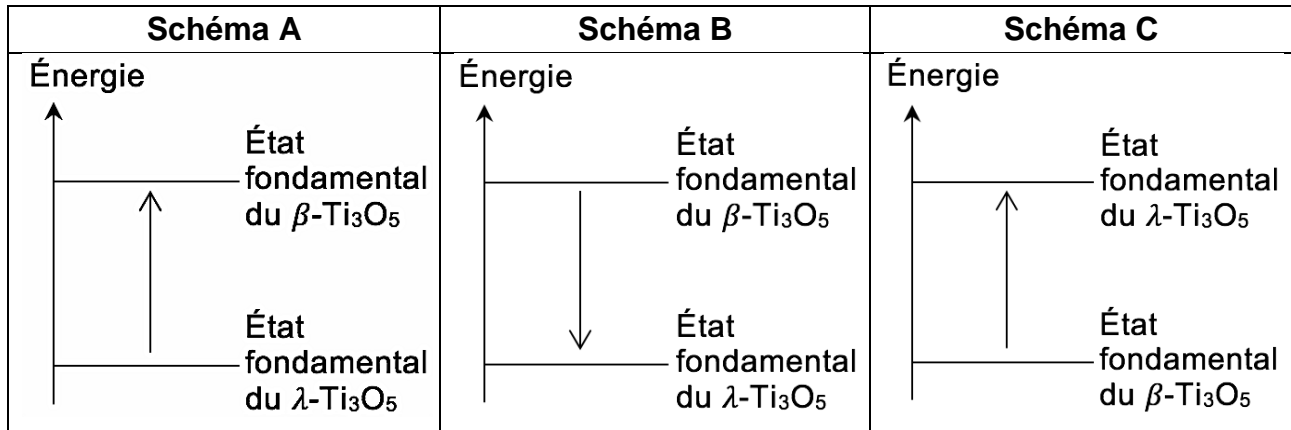 Schéma A
Énergie
État
fondamental
du β-Ti₃O₅
État
fondamental
du λ-Ti₃O₅
Schéma B
Énergie
État
fondamental
du β-Ti₃O₅
État
fondamental
du λ-Ti₃O₅
Schéma C
Énergie
État
fondamental
du λ-Ti₃O₅
État
fondamental
du β-Ti₃O₅